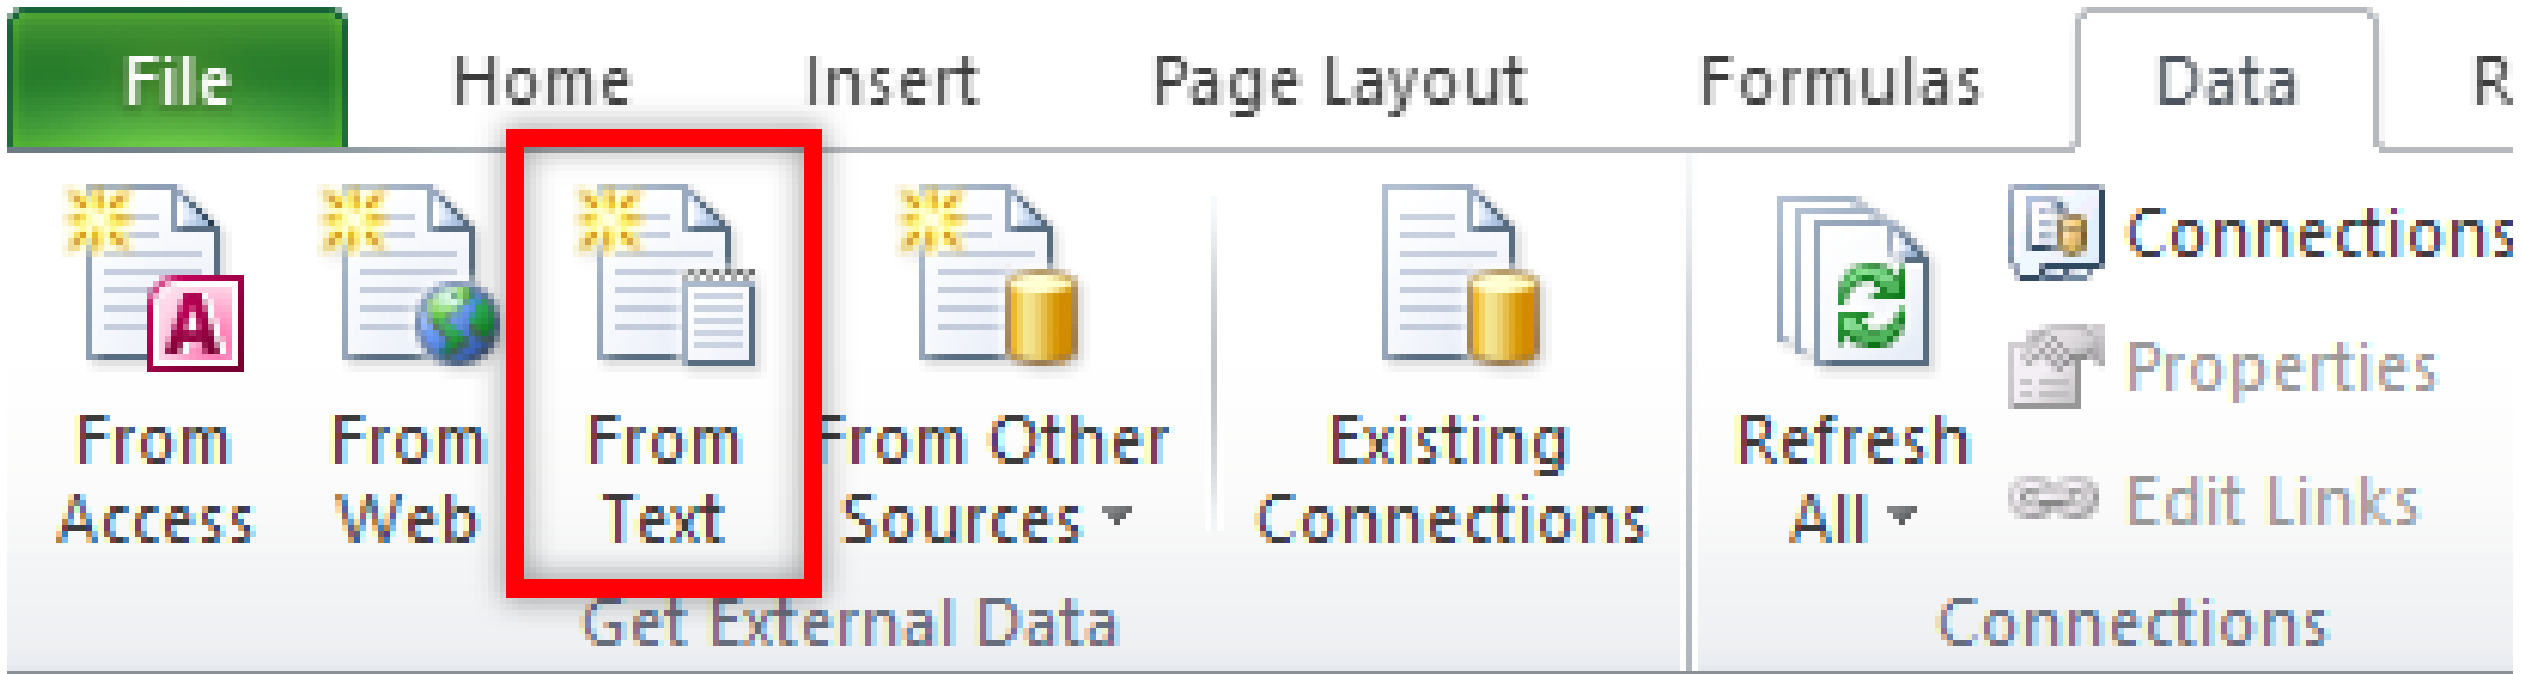 File Home Insert Page Layout Formulas Data R
From Access
From Web
From Text
From Other Sources
Existing Connections
Refresh All
Connections
Properties
Edit Links
Get External Data
Connections